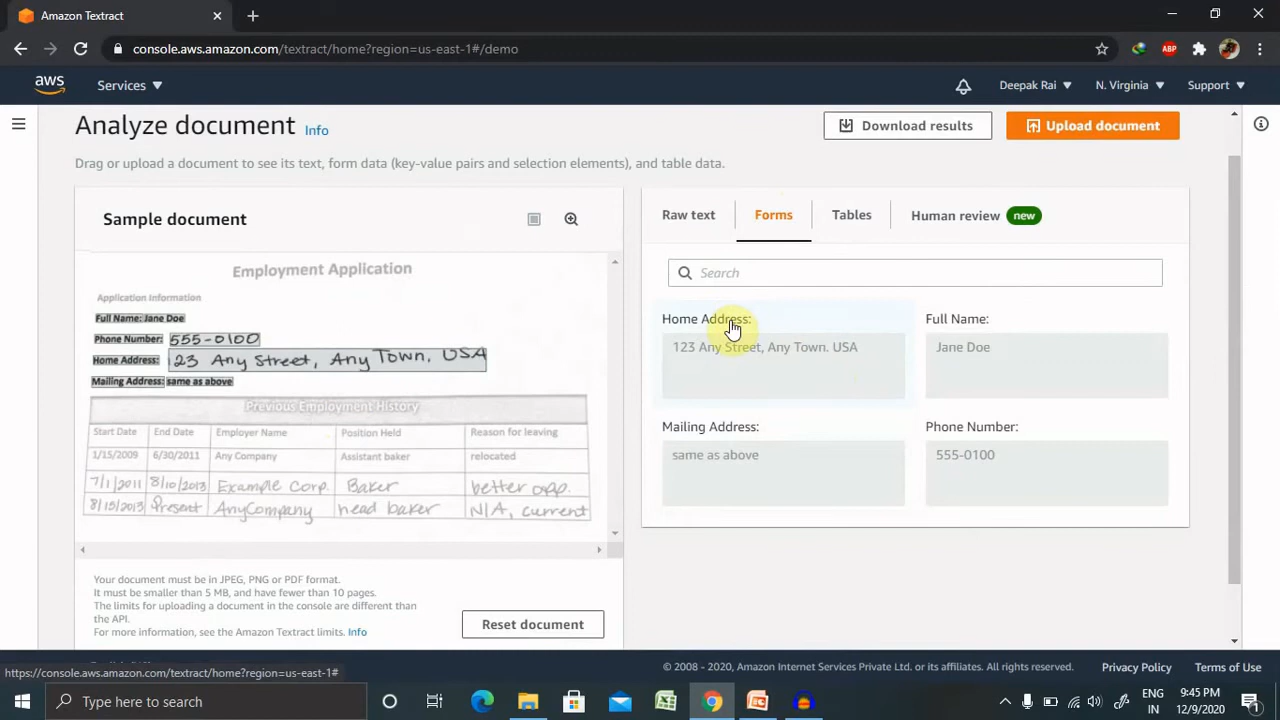 Amazon Textract
console.aws.amazon.com/textract/home?region=us-east-1#/demo
ABP
aws
Services
Deepak Rai
N. Virginia
Support
Analyze document Info
Download results
Upload document
Drag or upload a document to see its text, form data (key-value pairs and selection elements), and table data.
Sample document
Employment Application
Application Information
Full Name: Jane Doe
Phone Number: 555-0100
Home Address: 123 Any Street, Any Town. USA
Mailing Address: same as above
Previous Employment History
Start Date End Date Employer Name Position Held Reason for leaving
1/15/2009 6/30/2011 Any Company Assistant baker relocated
7/1/2011 8/10/2013 Example Corp. Baker better opp.
8/15/2013 Present AnyCompany head baker N/A, current
Your document must be in JPEG, PNG or PDF format.
It must be smaller than 5 MB, and have fewer than 10 pages.
The limits for uploading a document in the console are different than
the API.
For more information, see the Amazon Textract limits. Info
Reset document
Raw text
Forms
Tables
Human review new
Search
Home Address:
123 Any Street, Any Town. USA
Full Name:
Jane Doe
Mailing Address:
same as above
Phone Number:
555-0100
https://console.aws.amazon.com/textract/home?region=us-east-1#
© 2008 - 2020, Amazon Internet Services Private Ltd. or its affiliates. All rights reserved.
Privacy Policy
Terms of Use
Type here to search
ENG
IN
9:45 PM
12/9/2020
1